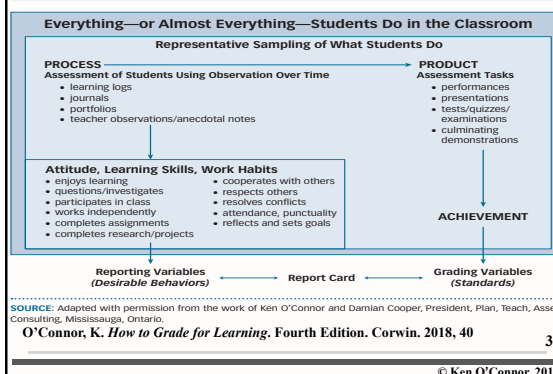 Everything—or Almost Everything—Students Do in the Classroom
Representative Sampling of What Students Do
PROCESS
Assessment of Students Using Observation Over Time
• learning logs
• journals
• portfolios
• teacher observations/anecdotal notes
PRODUCT
Assessment Tasks
• performances
• presentations
• tests/quizzes/
examinations
• culminating
demonstrations
Attitude, Learning Skills, Work Habits
• enjoys learning
• questions/investigates
• participates in class
• works independently
• completes assignments
• completes research/projects
• cooperates with others
• respects others
• resolves conflicts
• attendance, punctuality
• reflects and sets goals
ACHIEVEMENT
Reporting Variables
(Desirable Behaviors)
Report Card
Grading Variables
(Standards)
SOURCE: Adapted with permission from the work of Ken O'Connor and Damian Cooper, President, Plan, Teach,
Consulting, Mississauga, Ontario.
O'Connor, K. How to Grade for Learning. Fourth Edition. Corwin. 2018, 40
3
© Ken O'Connor,